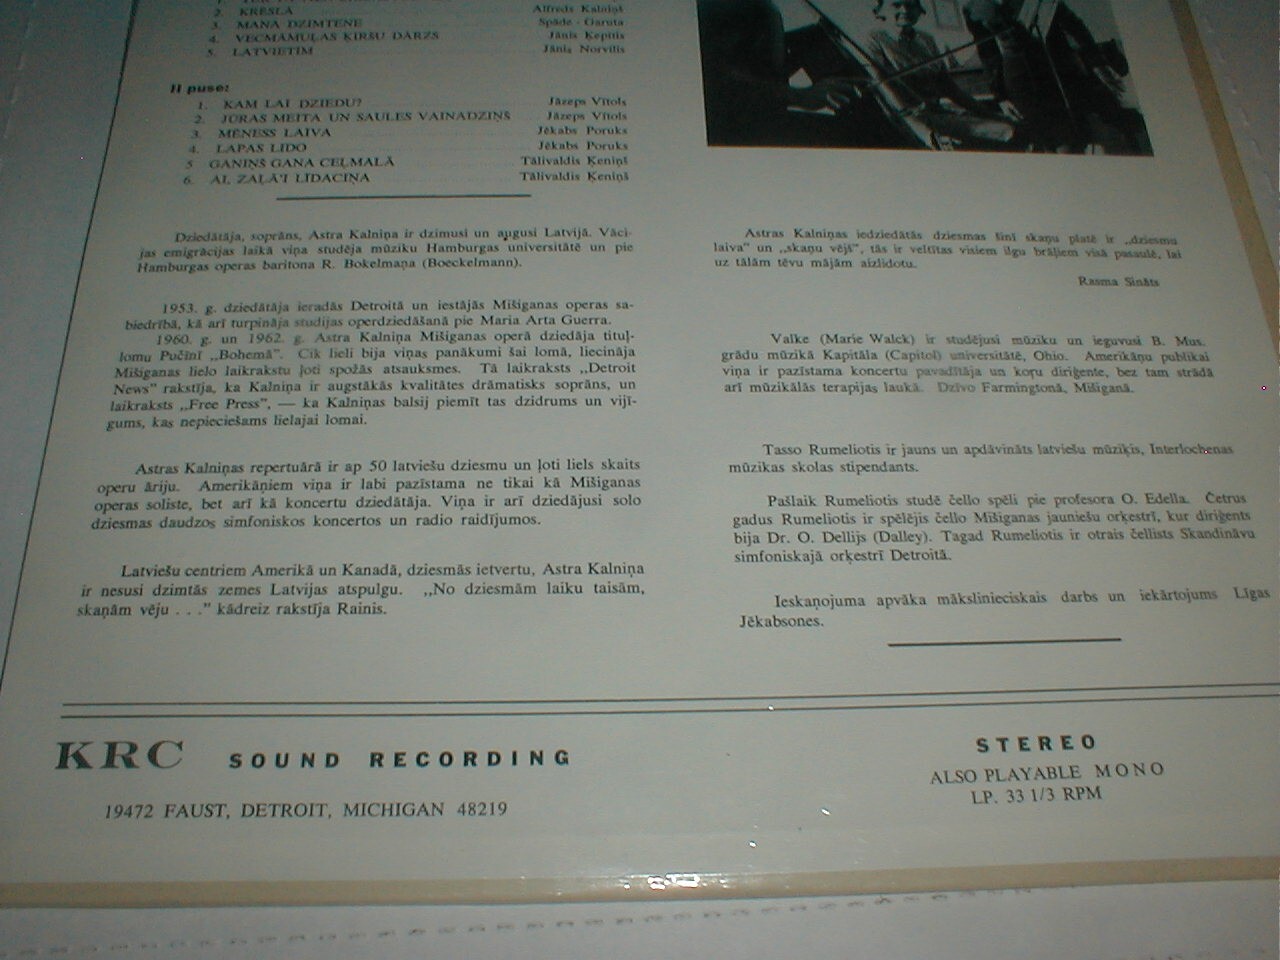 2. KRĒSLA Alfreds Kalniņš
3. MANA DZIMTENE Spāde - Garuta
4. VECMĀMUĻAS ĶIRŠU DĀRZS Jānis Ķepītis
5. LATVIETIM Jānis Norvilis
II puse:
1. KAM LAI DZIEDU? Jāzeps Vītols
2. JŪRAS MEITA UN SAULES VAINADZIŅŠ Jāzeps Vītols
3. MĒNESS LAIVA Jēkabs Poruks
4. LAPAS LIDO Jēkabs Poruks
5 GANIŅŠ GANA CEĻMALĀ Tālivaldis Ķeniņš
6. AI, ZAĻĀ'I LĪDACIŅA Tālivaldis Ķeniņš
Dziedātāja, soprāns, Astra Kalniņa ir dzimusi un augusi Latvijā. Vāci-
jas emigrācijas laikā viņa studēja mūziku Hamburgas universitātē un pie
Hamburgas operas baritona R. Bokelmaņa (Boeckelmann).
1953. g. dziedātāja ieradās Detroitā un iestājās Mišiganas operas sa-
biedrībā, kā arī turpināja studijas operdziedāšanā pie Maria Arta Guerra.
1960. g. un 1962. g. Astra Kalniņa Mišiganas operā dziedāja tituļ-
lomu Pučīnī „Bohemā”. Cik lieli bija viņas panākumi šai lomā, liecināja
Mišiganas lielo laikrakstu ļoti spožās atsauksmes. Tā laikraksts „Detroit
News” rakstīja, ka Kalniņa ir augstākās kvalitātes drāmatisks soprāns, un
laikraksts „Free Press”, — ka Kalniņas balsij piemīt tas dzidrums un vijī-
gums, kas nepieciešams lielajai lomai.
Astras Kalniņas repertuārā ir ap 50 latviešu dziesmu un ļoti liels skaits
operu āriju. Amerikāņiem viņa ir labi pazīstama ne tikai kā Mišiganas
operas soliste, bet arī kā koncertu dziedātāja. Viņa ir arī dziedājusi solo
dziesmas daudzos simfoniskos koncertos un radio raidījumos.
Latviešu centriem Amerikā un Kanadā, dziesmās ietvertu, Astra Kalniņa
ir nesusi dzimtās zemes Latvijas atspulgu. „No dziesmām laiku taisām,
skaņām vēju . . .” kādreiz rakstīja Rainis.
Astras Kalniņas iedziedātās dziesmas šinī skaņu platē ir „dziesmu
laiva” un „skaņu vējš”, tās ir veltītas visiem ilgu brāļiem visā pasaulē, lai
uz tālām tēvu mājām aizlidotu.
Rasma Sināts
Valke (Marie Walck) ir studējusi mūziku un ieguvusi B. Mus.
grādu mūzikā Kapitāla (Capitol) universitātē, Ohio. Amerikāņu publikai
viņa ir pazīstama koncertu pavadītāja un koŗu diriģente, bez tam strādā
arī mūzikālās terapijas laukā. Dzīvo Farmingtonā, Mišiganā.
Tasso Rumeliotis ir jauns un apdāvināts latviešu mūziķis, Interlochenas
mūzikas skolas stipendants.
Pašlaik Rumeliotis studē čello spēli pie profesora O. Edella. Četrus
gadus Rumeliotis ir spēlējis čello Mišiganas jauniešu orķestrī, kur diriģents
bija Dr. O. Dellijs (Dalley). Tagad Rumeliotis ir otrais čellists Skandināvu
simfoniskajā orķestrī Detroitā.
Ieskaņojuma apvāka mākslinieciskais darbs un iekārtojums Līgas
Jēkabsones.
KRC SOUND RECORDING
19472 FAUST, DETROIT, MICHIGAN 48219
STEREO
ALSO PLAYABLE MONO
LP. 33 1/3 RPM